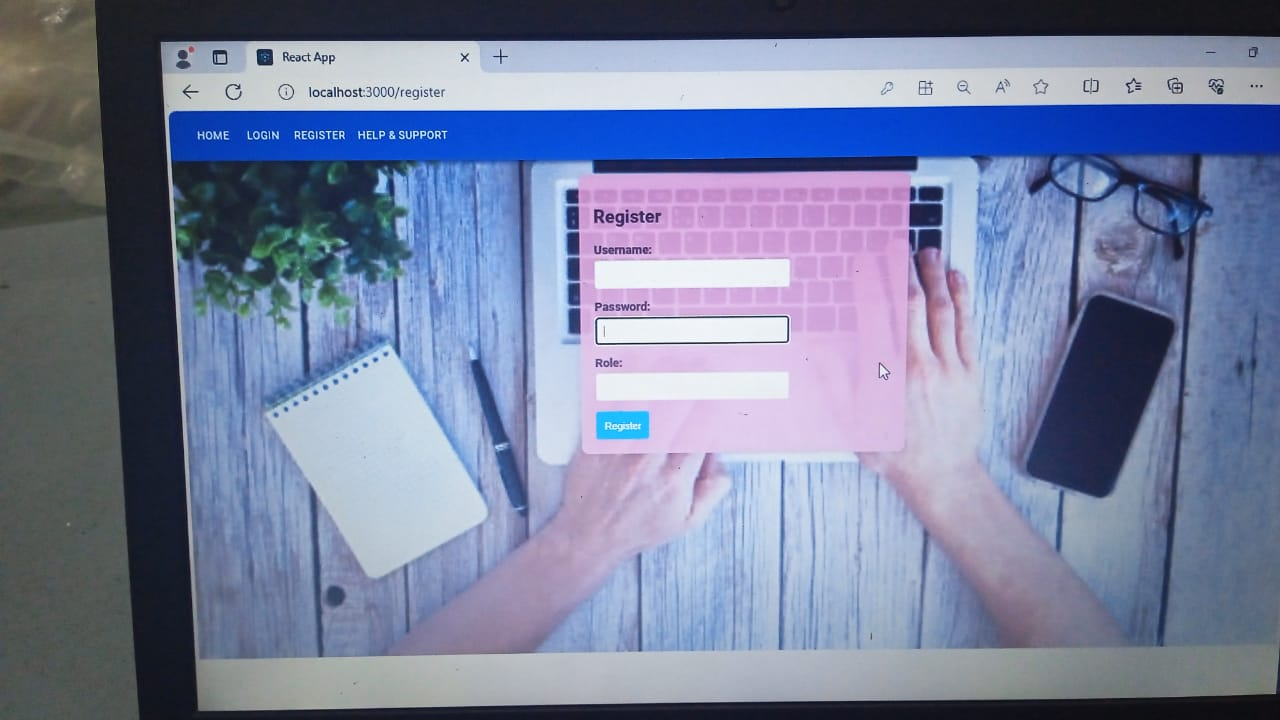 React App
localhost:3000/register
HOME LOGIN REGISTER HELP & SUPPORT
Register
Username:
Password:
Role:
Register